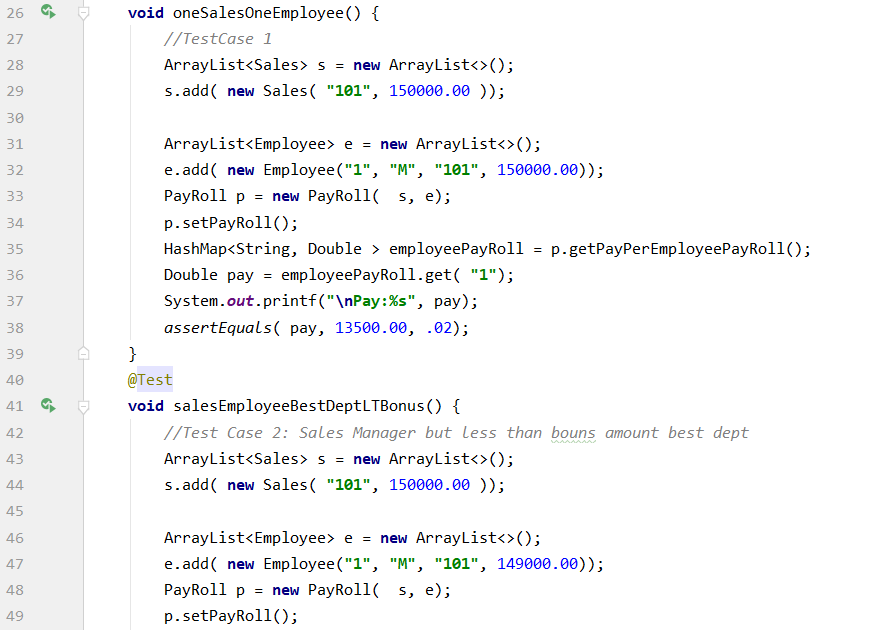 26 void oneSalesOneEmployee() {
27 //TestCase 1
28 ArrayList<Sales> s = new ArrayList<>();
29 s.add( new Sales( "101", 150000.00 ));
30
31 ArrayList<Employee> e = new ArrayList<>();
32 e.add( new Employee("1", "M", "101", 150000.00));
33 PayRoll p = new PayRoll(  s, e);
34 p.setPayRoll();
35 HashMap<String, Double > employeePayRoll = p.getPayPerEmployeePayRoll();
36 Double pay = employeePayRoll.get( "1");
37 System.out.printf("\nPay:%s", pay);
38 assertEquals( pay, 13500.00, .02);
39 }
40 @Test
41 void salesEmployeeBestDeptLTBonus() {
42 //Test Case 2: Sales Manager but less than bouns amount best dept
43 ArrayList<Sales> s = new ArrayList<>();
44 s.add( new Sales( "101", 150000.00 ));
45
46 ArrayList<Employee> e = new ArrayList<>();
47 e.add( new Employee("1", "M", "101", 149000.00));
48 PayRoll p = new PayRoll(  s, e);
49 p.setPayRoll();